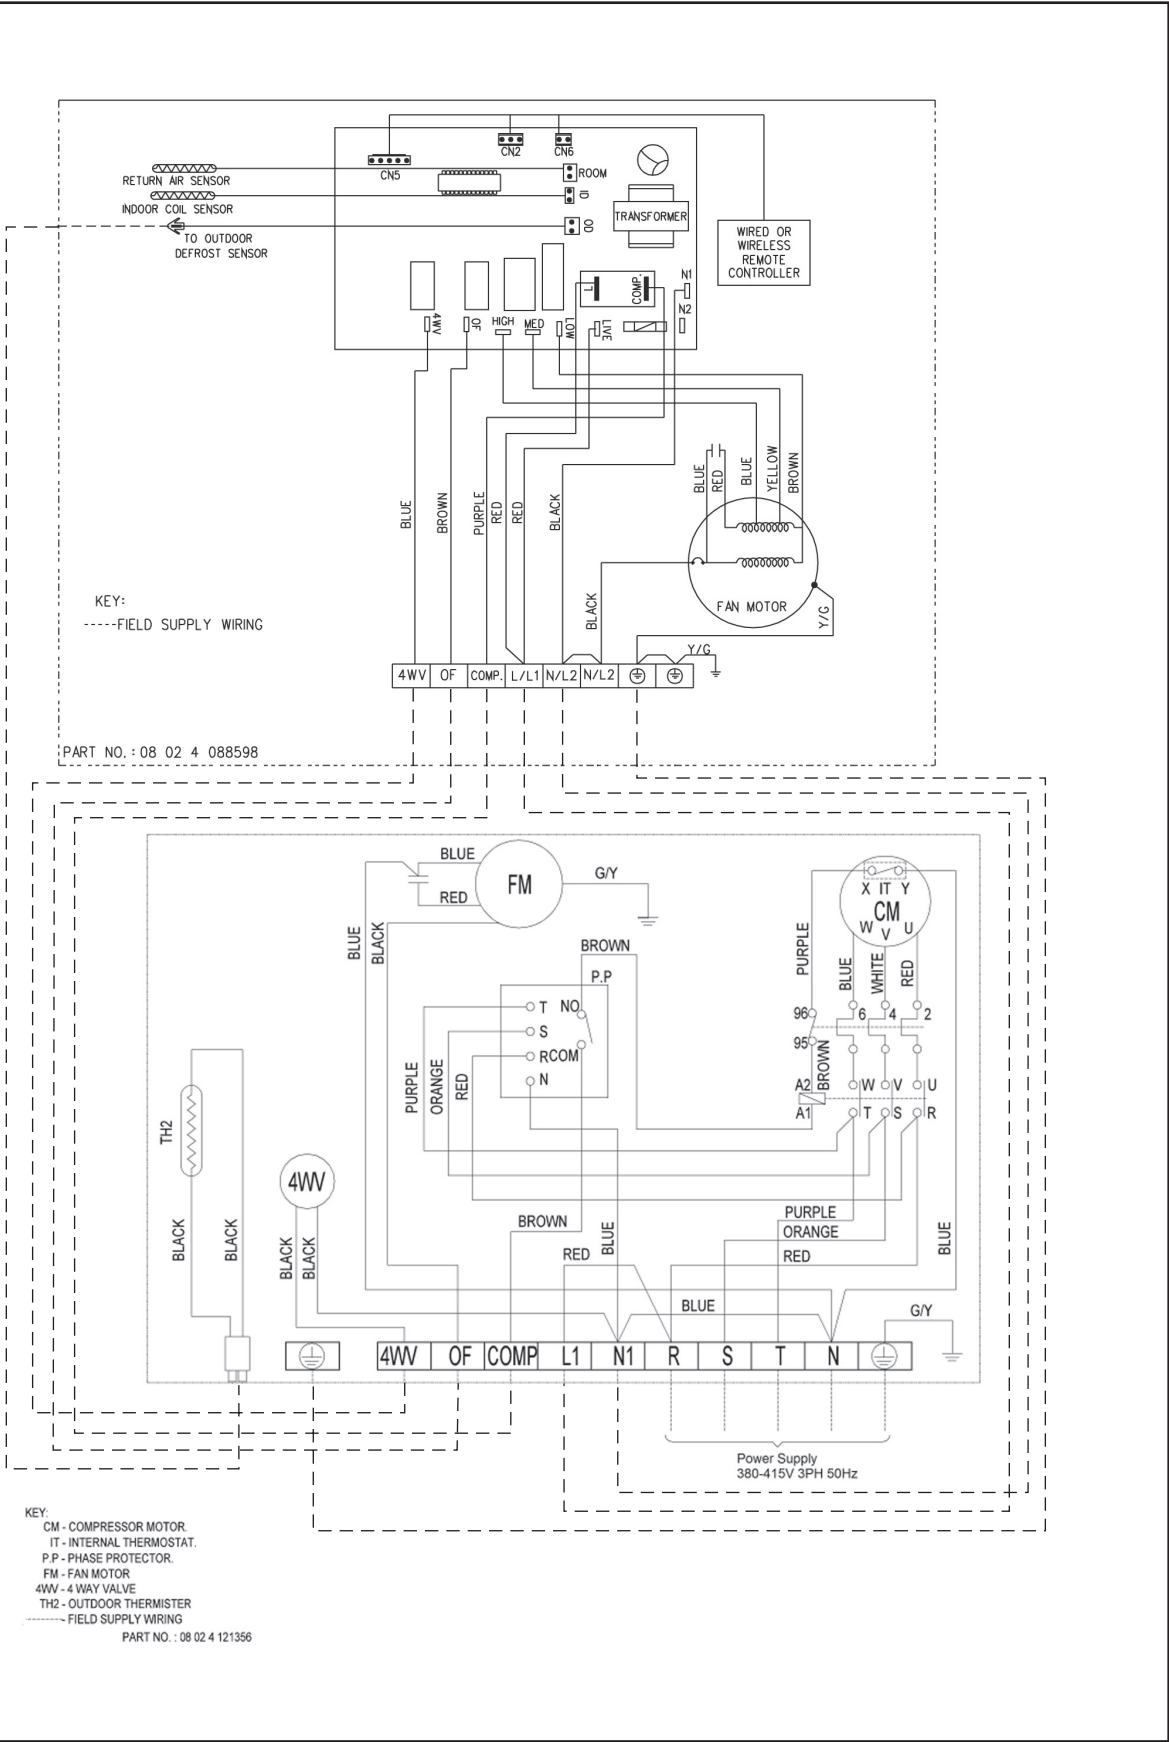 CN2
CN6
CN5
ROOM
RETURN AIR SENSOR
ID
INDOOR COIL SENSOR
OD
TO OUTDOOR
DEFROST SENSOR
TRANSFORMER
WIRED OR
WIRELESS
REMOTE
CONTROLLER
L
COMP.
N1
N2
4WV
OF
HIGH
MED
LOW
LIVE
BLUE
BROWN
PURPLE
RED
RED
BLACK
BLUE
RED
BLUE
YELLOW
BROWN
BLACK
FAN MOTOR
Y/G
Y/G
KEY:
-----FIELD SUPPLY WIRING
4WV OF COMP. L/L1 N/L2 N/L2
PART NO. : 08 02 4 088598
BLUE
RED
FM
G/Y
BLUE
BLACK
BROWN
P.P
T NO
S
R COM
N
PURPLE
ORANGE
RED
X IT Y
CM
W V U
PURPLE
BLUE
WHITE
RED
96 6 4 2
95
BROWN
A2 W V U
A1 T S R
TH2
4WV
BLACK
BLACK
BLACK
BLACK
BROWN
RED
BLUE
PURPLE
ORANGE
RED
BLUE
BLUE
G/Y
4WV OF COMP L1 N1 R S T N
Power Supply
380-415V 3PH 50Hz
KEY:
CM - COMPRESSOR MOTOR.
IT - INTERNAL THERMOSTAT.
P.P - PHASE PROTECTOR.
FM - FAN MOTOR
4WV - 4 WAY VALVE
TH2 - OUTDOOR THERMISTER
---------- FIELD SUPPLY WIRING
PART NO. : 08 02 4 121356